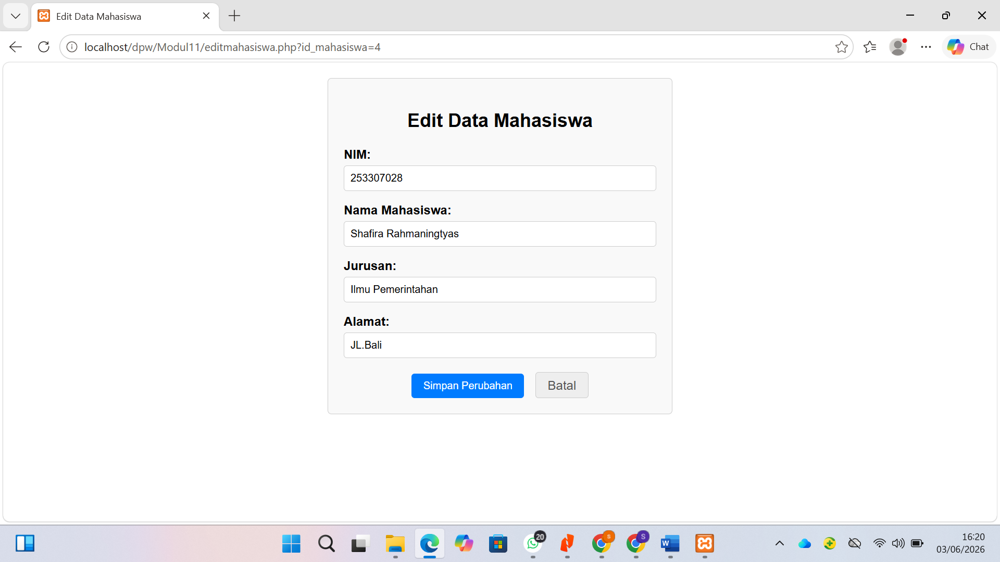 Edit Data Mahasiswa
localhost/dpw/Modul11/editmahasiswa.php?id_mahasiswa=4
Chat
Edit Data Mahasiswa
NIM:
253307028
Nama Mahasiswa:
Shafira Rahmaningtyas
Jurusan:
Ilmu Pemerintahan
Alamat:
JL.Bali
Simpan Perubahan
Batal
20
S
S
W
16:20
03/06/2026